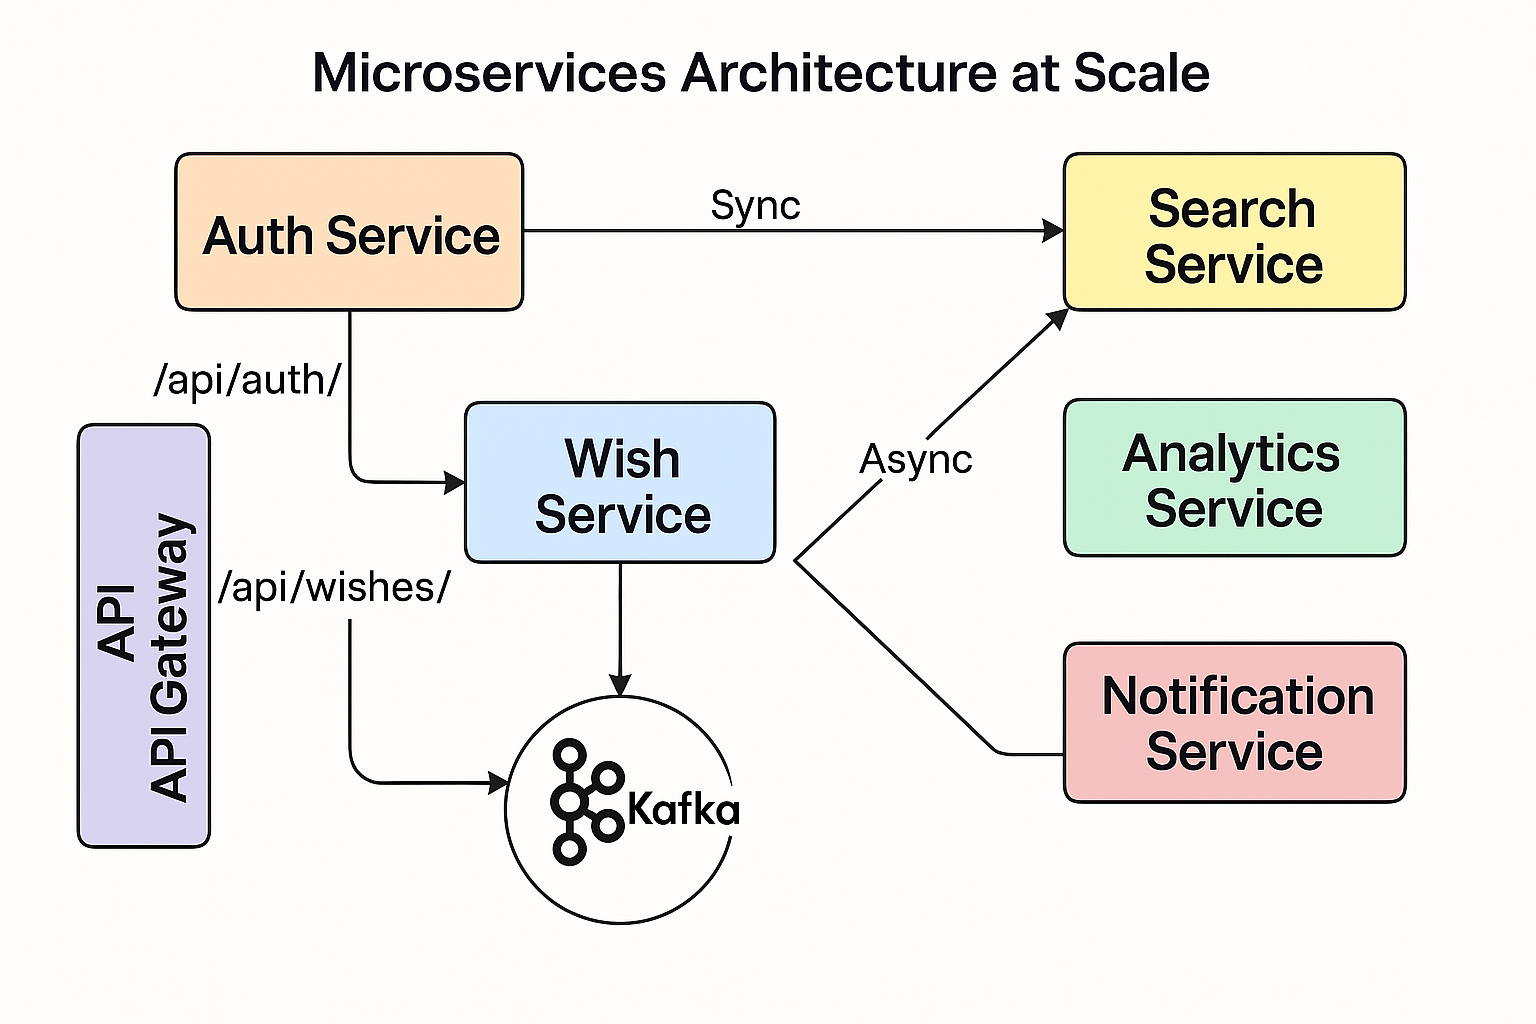 Microservices Architecture at Scale
Auth Service
Sync
Search
Service
/api/auth/
Wish
Service
Async
Analytics
Service
API
API Gateway
/api/wishes/
Notification
Service
Kafka